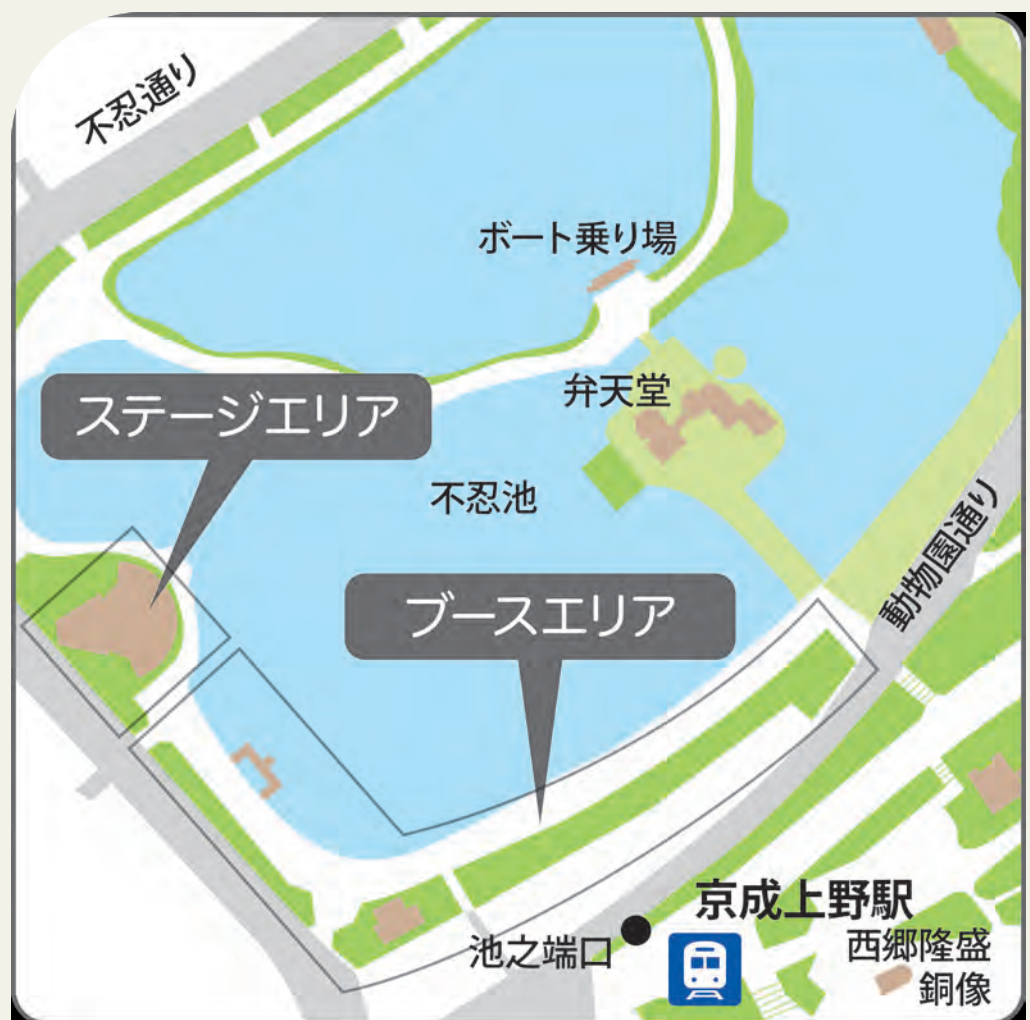 不忍通り
ボート乗り場
弁天堂
ステージエリア
不忍池
動物園通り
ブースエリア
京成上野駅
池之端口
西郷隆盛
銅像